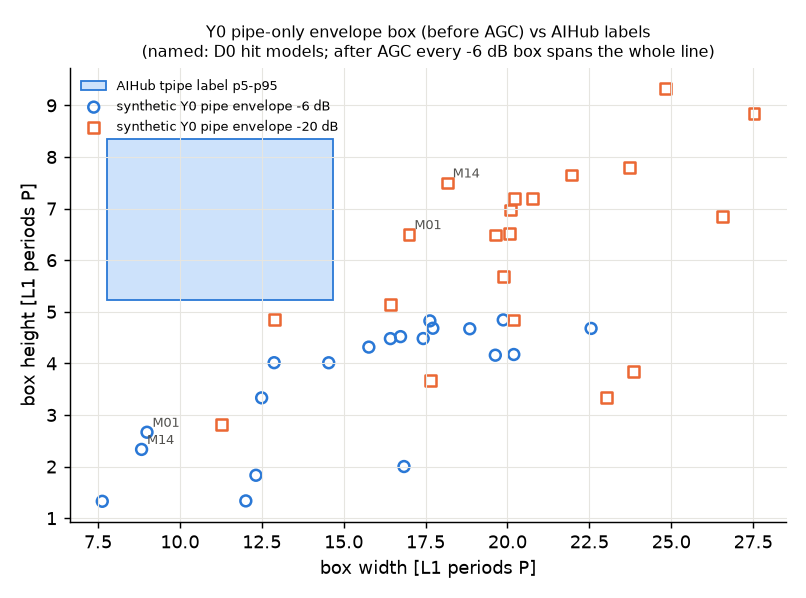 Y0 pipe-only envelope box (before AGC) vs AIHub labels
(named: D0 hit models; after AGC every -6 dB box spans the whole line)
AIHub tpipe label p5-p95
synthetic Y0 pipe envelope -6 dB
synthetic Y0 pipe envelope -20 dB
M14
M01
M01
M14
box height [L1 periods P]
9
8
7
6
5
4
3
2
1
7.5 10.0 12.5 15.0 17.5 20.0 22.5 25.0 27.5
box width [L1 periods P]